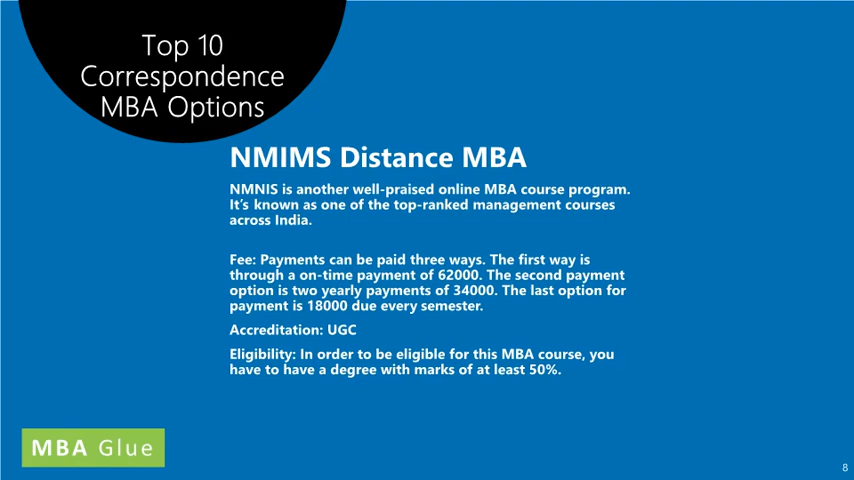 Top 10
Correspondence
MBA Options
NMIMS Distance MBA
NMNIS is another well-praised online MBA course program.
It's known as one of the top-ranked management courses
across India.
Fee: Payments can be paid three ways. The first way is
through a on-time payment of 62000. The second payment
option is two yearly payments of 34000. The last option for
payment is 18000 due every semester.
Accreditation: UGC
Eligibility: In order to be eligible for this MBA course, you
have to have a degree with marks of at least 50%.
MBA Glue
8